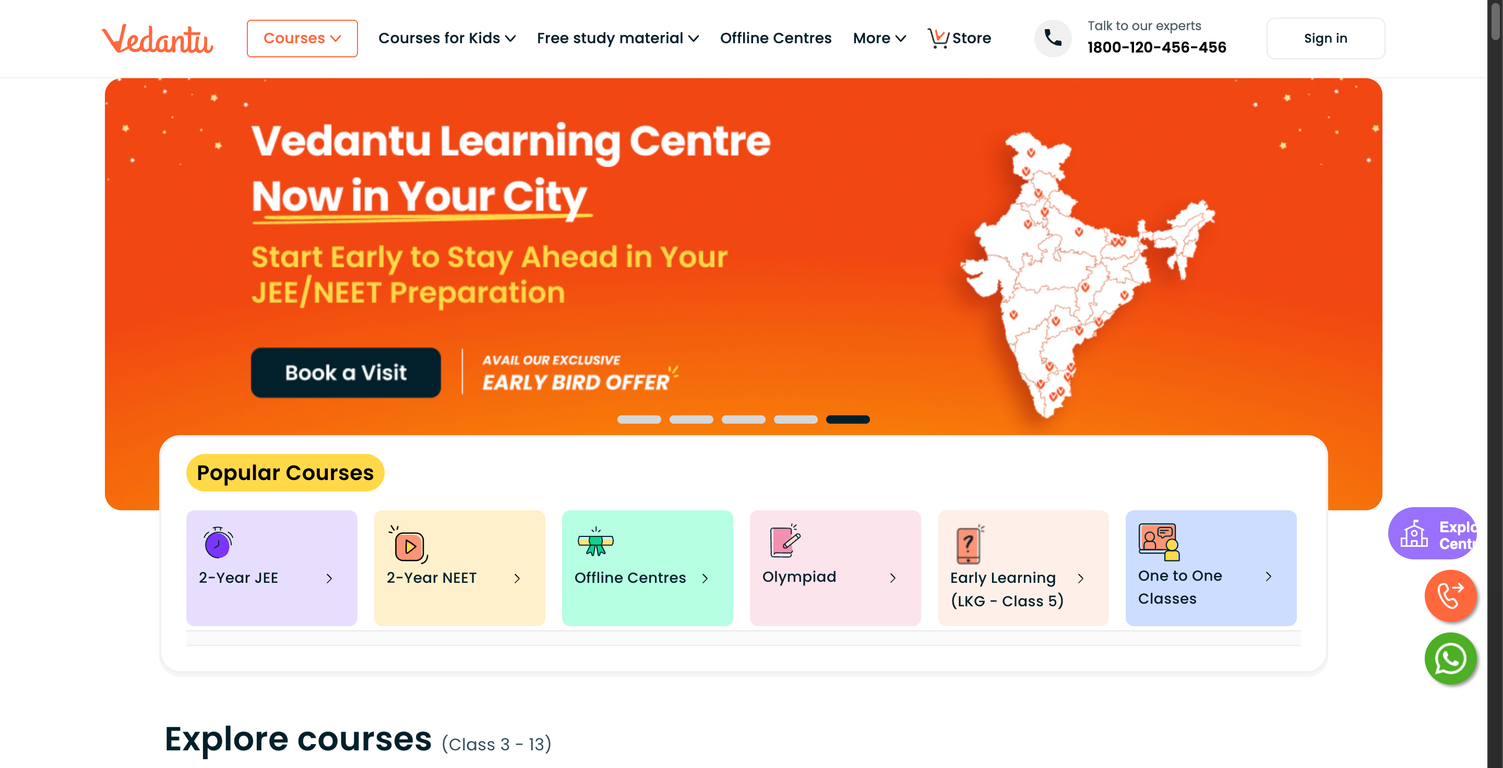 Vedantu
Courses
Courses for Kids
Free study material
Offline Centres
More
Store
Talk to our experts
1800-120-456-456
Sign in
Vedantu Learning Centre
Now in Your City
Start Early to Stay Ahead in Your
JEE/NEET Preparation
Book a Visit
AVAIL OUR EXCLUSIVE
EARLY BIRD OFFER
Popular Courses
2-Year JEE
2-Year NEET
Offline Centres
Olympiad
Early Learning
(LKG - Class 5)
One to One
Classes
Explore courses (Class 3 - 13)